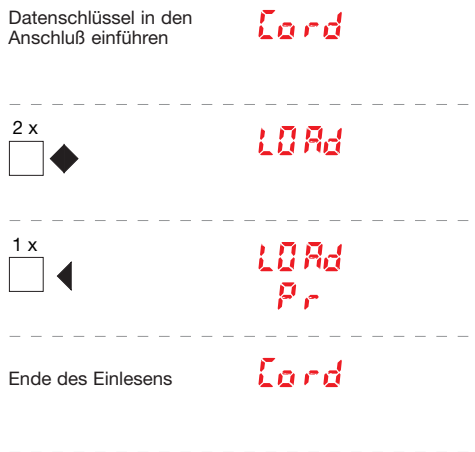 Datenschlüssel in den
Anschluß einführen
Cord
2 x
LOAd
1 x
LOAd
Pr
Ende des Einlesens
Cord